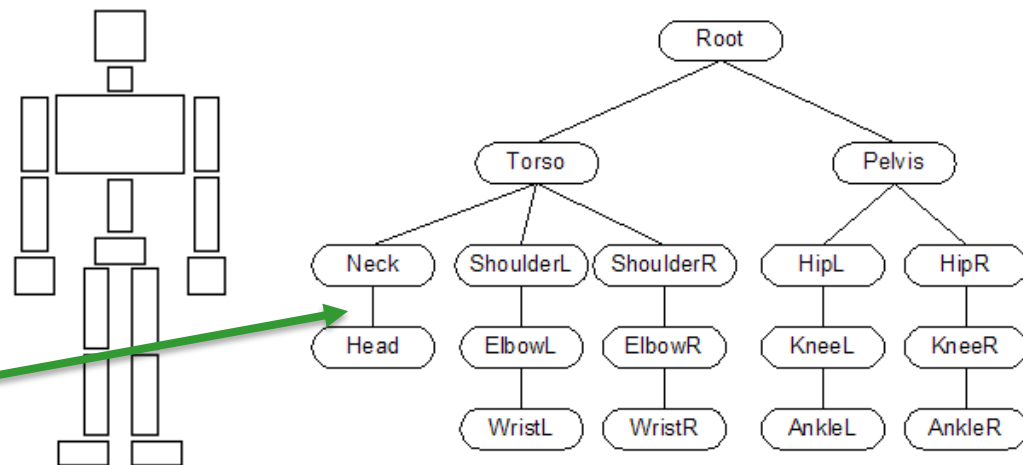 Root
Torso Pelvis
Neck ShoulderL ShoulderR HipL HipR
Head ElbowL ElbowR KneeL KneeR
WristL WristR AnkleL AnkleR